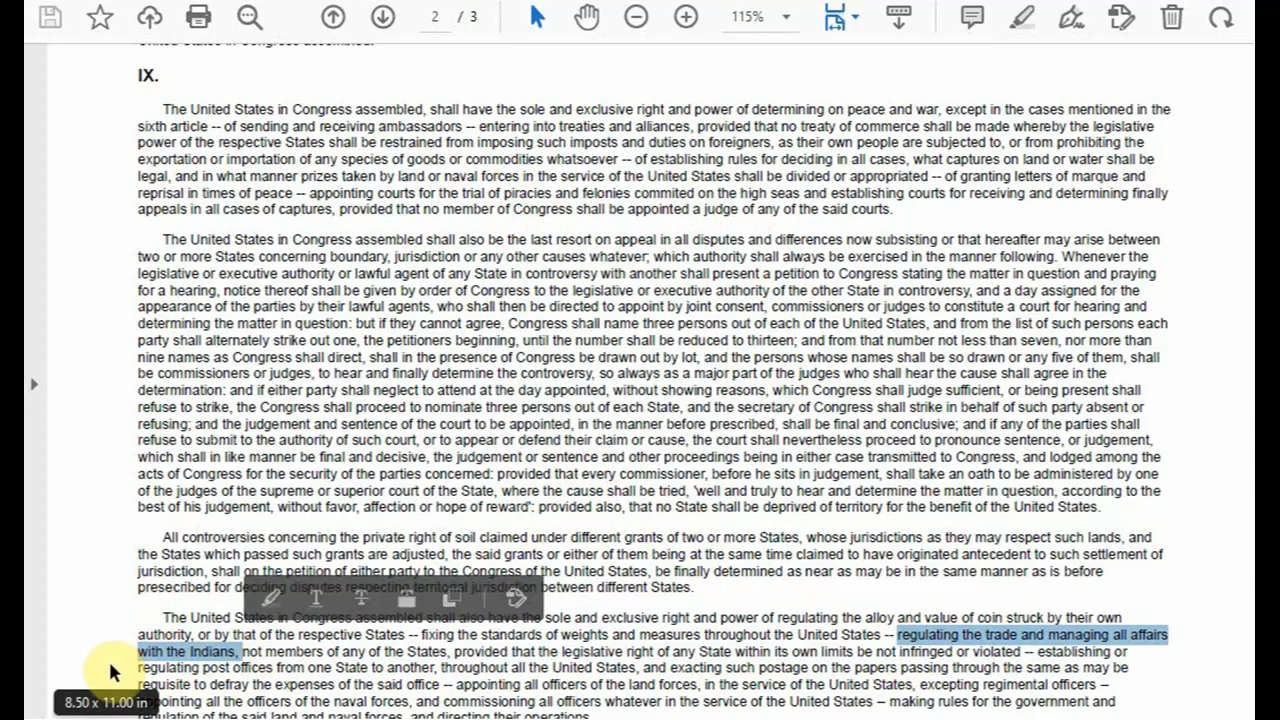 2 / 3
115%
United States in Congress assembled.
IX.
The United States in Congress assembled, shall have the sole and exclusive right and power of determining on peace and war, except in the cases mentioned in the
sixth article -- of sending and receiving ambassadors -- entering into treaties and alliances, provided that no treaty of commerce shall be made whereby the legislative
power of the respective States shall be restrained from imposing such imposts and duties on foreigners, as their own people are subjected to, or from prohibiting the
exportation or importation of any species of goods or commodities whatsoever -- of establishing rules for deciding in all cases, what captures on land or water shall be
legal, and in what manner prizes taken by land or naval forces in the service of the United States shall be divided or appropriated -- of granting letters of marque and
reprisal in times of peace -- appointing courts for the trial of piracies and felonies commited on the high seas and establishing courts for receiving and determining finally
appeals in all cases of captures, provided that no member of Congress shall be appointed a judge of any of the said courts.
The United States in Congress assembled shall also be the last resort on appeal in all disputes and differences now subsisting or that hereafter may arise between
two or more States concerning boundary, jurisdiction or any other causes whatever; which authority shall always be exercised in the manner following. Whenever the
legislative or executive authority or lawful agent of any State in controversy with another shall present a petition to Congress stating the matter in question and praying
for a hearing, notice thereof shall be given by order of Congress to the legislative or executive authority of the other State in controversy, and a day assigned for the
appearance of the parties by their lawful agents, who shall then be directed to appoint by joint consent, commissioners or judges to constitute a court for hearing and
determining the matter in question: but if they cannot agree, Congress shall name three persons out of each of the United States, and from the list of such persons each
party shall alternately strike out one, the petitioners beginning, until the number shall be reduced to thirteen; and from that number not less than seven, nor more than
nine names as Congress shall direct, shall in the presence of Congress be drawn out by lot, and the persons whose names shall be so drawn or any five of them, shall
be commissioners or judges, to hear and finally determine the controversy, so always as a major part of the judges who shall hear the cause shall agree in the
determination: and if either party shall neglect to attend at the day appointed, without showing reasons, which Congress shall judge sufficient, or being present shall
refuse to strike, the Congress shall proceed to nominate three persons out of each State, and the secretary of Congress shall strike in behalf of such party absent or
refusing; and the judgement and sentence of the court to be appointed, in the manner before prescribed, shall be final and conclusive; and if any of the parties shall
refuse to submit to the authority of such court, or to appear or defend their claim or cause, the court shall nevertheless proceed to pronounce sentence, or judgement,
which shall in like manner be final and decisive, the judgement or sentence and other proceedings being in either case transmitted to Congress, and lodged among the
acts of Congress for the security of the parties concerned: provided that every commissioner, before he sits in judgement, shall take an oath to be administered by one
of the judges of the supreme or superior court of the State, where the cause shall be tried, 'well and truly to hear and determine the matter in question, according to the
best of his judgement, without favor, affection or hope of reward': provided also, that no State shall be deprived of territory for the benefit of the United States.
All controversies concerning the private right of soil claimed under different grants of two or more States, whose jurisdictions as they may respect such lands, and
the States which passed such grants are adjusted, the said grants or either of them being at the same time claimed to have originated antecedent to such settlement of
jurisdiction, shall on the petition of either party to the Congress of the United States, be finally determined as near as may be in the same manner as is before
prescribed for deciding disputes respecting territorial jurisdiction between different States.
The United States in Congress assembled shall also have the sole and exclusive right and power of regulating the alloy and value of coin struck by their own
authority, or by that of the respective States -- fixing the standards of weights and measures throughout the United States -- regulating the trade and managing all affairs
with the Indians, not members of any of the States, provided that the legislative right of any State within its own limits be not infringed or violated -- establishing or
regulating post offices from one State to another, throughout all the United States, and exacting such postage on the papers passing through the same as may be
requisite to defray the expenses of the said office -- appointing all officers of the land forces, in the service of the United States, excepting regimental officers --
appointing all the officers of the naval forces, and commissioning all officers whatever in the service of the United States -- making rules for the government and
regulation of the said land and naval forces, and directing their operations.
8.50 x 11.00 in